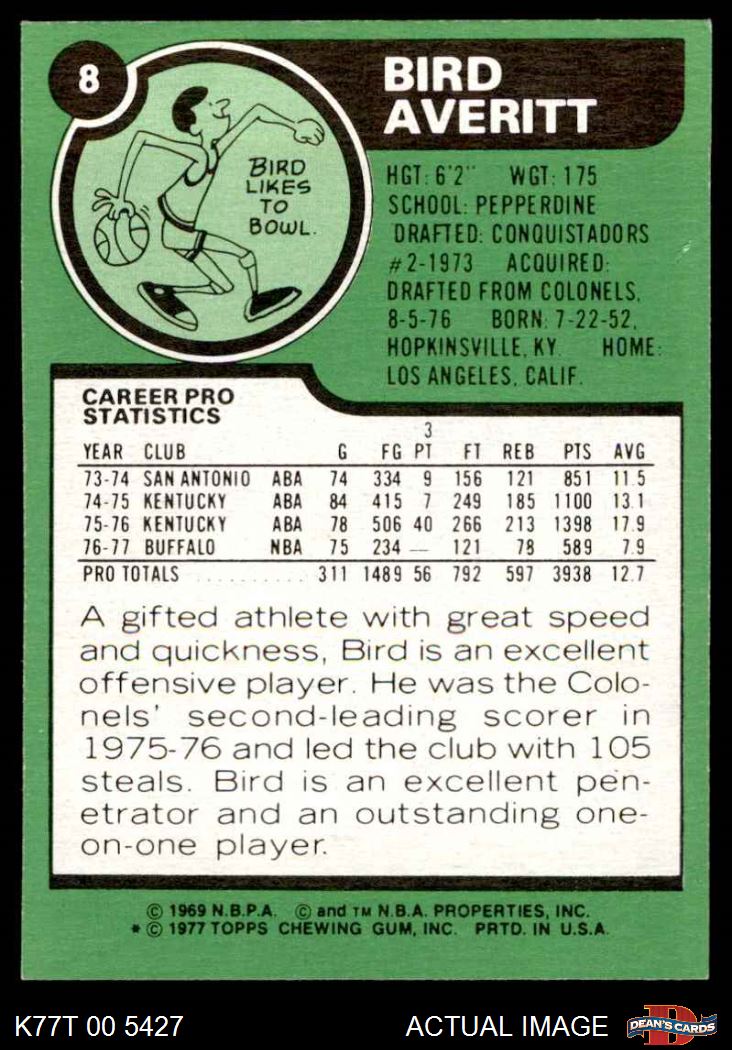 8
BIRD
AVERITT
BIRD
LIKES
TO
BOWL.
HGT: 6'2" WGT: 175
SCHOOL: PEPPERDINE
DRAFTED: CONQUISTADORS
#2-1973 ACQUIRED:
DRAFTED FROM COLONELS,
8-5-76 BORN: 7-22-52,
HOPKINSVILLE, KY. HOME:
LOS ANGELES, CALIF.
CAREER PRO
STATISTICS
3
YEAR CLUB G FG PT FT REB PTS AVG
73-74 SAN ANTONIO ABA 74 334 9 156 121 851 11.5
74-75 KENTUCKY ABA 84 415 7 249 185 1100 13.1
75-76 KENTUCKY ABA 78 506 40 266 213 1398 17.9
76-77 BUFFALO NBA 75 234 — 121 78 589 7.9
PRO TOTALS .......... 311 1489 56 792 597 3938 12.7
A gifted athlete with great speed
and quickness, Bird is an excellent
offensive player. He was the Colo-
nels' second-leading scorer in
1975-76 and led the club with 105
steals. Bird is an excellent pen-
etrator and an outstanding one-
on-one player.
© 1969 N.B.P.A. © and TM N.B.A. PROPERTIES, INC.
* © 1977 TOPPS CHEWING GUM, INC. PRTD. IN U.S.A.
K77T 00 5427 ACTUAL IMAGE DEAN'S CARDS